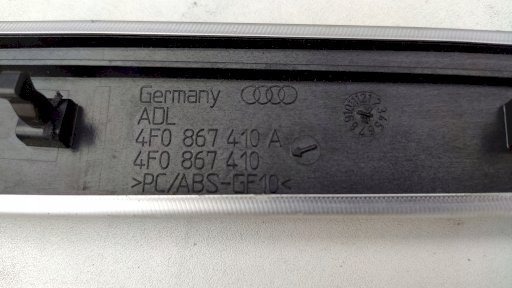 Germany
ADL
4F0 867 410 A
4F0 867 410
>PC/ABS-GF10<